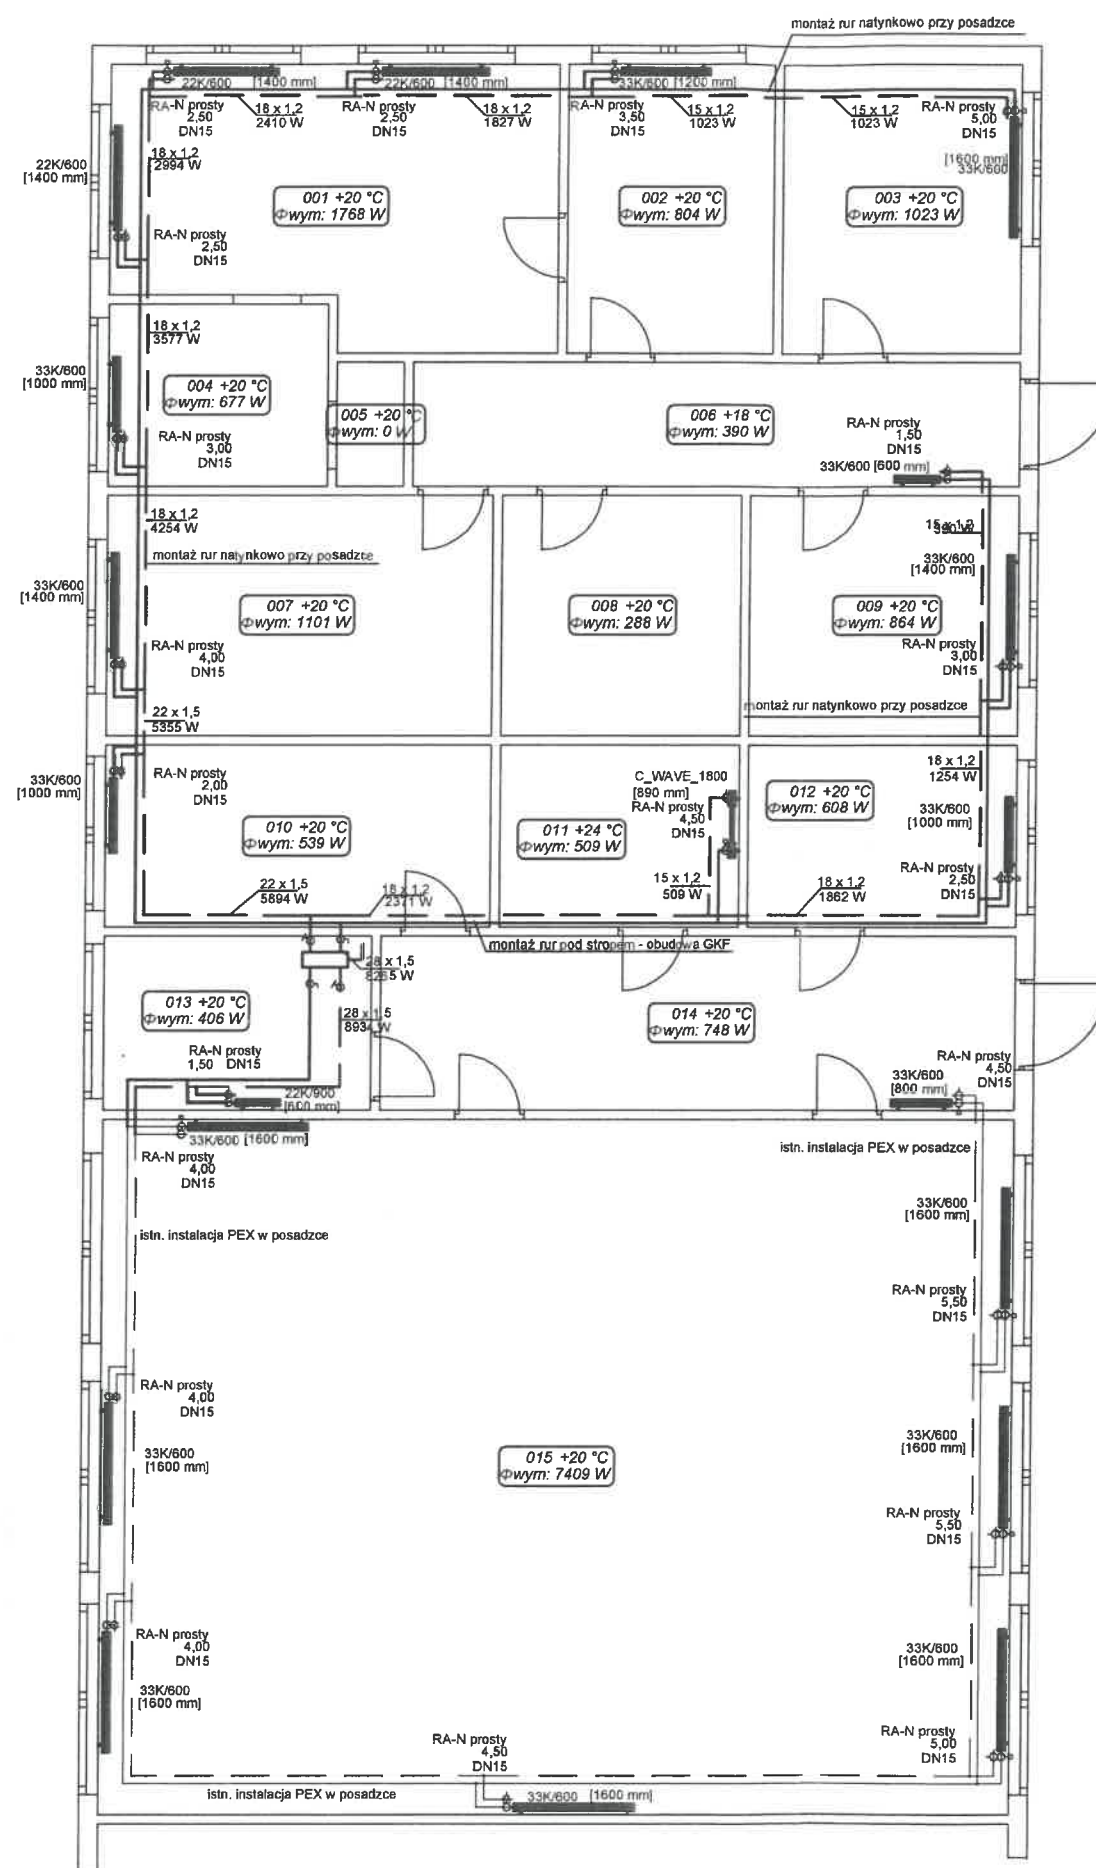 montaż rur natynkowo przy posadzce
22K/600 [1400 mm]
22K/600 [1400 mm]
33K/600 [1200 mm]
RA-N prosty
2,50
DN15
18 x 1,2
2410 W
RA-N prosty
2,50
DN15
18 x 1,2
1827 W
RA-N prosty
3,50
DN15
15 x 1,2
1023 W
15 x 1,2
1023 W
RA-N prosty
5,00
DN15
[1600 mm]
33K/600
18 x 1,2
2994 W
22K/600
[1400 mm]
001 +20 °C
Φwym: 1768 W
002 +20 °C
Φwym: 804 W
003 +20 °C
Φwym: 1023 W
RA-N prosty
2,50
DN15
18 x 1,2
3577 W
33K/600
[1000 mm]
004 +20 °C
Φwym: 677 W
005 +20 °C
Φwym: 0 W
006 +18 °C
Φwym: 390 W
RA-N prosty
3,00
DN15
RA-N prosty
1,50
DN15
33K/600 [600 mm]
18 x 1,2
4254 W
15 x 1,2
390 W
montaż rur natynkowo przy posadzce
33K/600
[1400 mm]
33K/600
[1400 mm]
007 +20 °C
Φwym: 1101 W
008 +20 °C
Φwym: 288 W
009 +20 °C
Φwym: 864 W
RA-N prosty
4,00
DN15
RA-N prosty
3,00
DN15
22 x 1,5
5355 W
montaż rur natynkowo przy posadzce
33K/600
[1000 mm]
RA-N prosty
2,00
DN15
C_WAVE_1800
[890 mm]
RA-N prosty
4,50
DN15
18 x 1,2
1254 W
012 +20 °C
Φwym: 608 W
33K/600
[1000 mm]
010 +20 °C
Φwym: 539 W
011 +24 °C
Φwym: 509 W
RA-N prosty
2,50
DN15
22 x 1,5
5894 W
18 x 1,2
2371 W
15 x 1,2
509 W
18 x 1,2
1862 W
montaż rur pod stropem - obudowa GKF
28 x 1,5
8265 W
013 +20 °C
Φwym: 406 W
28 x 1,5
8934 W
014 +20 °C
Φwym: 748 W
RA-N prosty
1,50 DN15
22K/900
[600 mm]
RA-N prosty
4,50
DN15
33K/600
[800 mm]
33K/600 [1600 mm]
RA-N prosty
4,00
DN15
istn. instalacja PEX w posadzce
33K/600
[1600 mm]
istn. instalacja PEX w posadzce
RA-N prosty
5,50
DN15
RA-N prosty
4,00
DN15
33K/600
[1600 mm]
33K/600
[1600 mm]
015 +20 °C
Φwym: 7409 W
RA-N prosty
5,50
DN15
RA-N prosty
4,00
DN15
33K/600
[1600 mm]
33K/600
[1600 mm]
RA-N prosty
4,50
DN15
RA-N prosty
5,00
DN15
istn. instalacja PEX w posadzce
33K/600 [1600 mm]